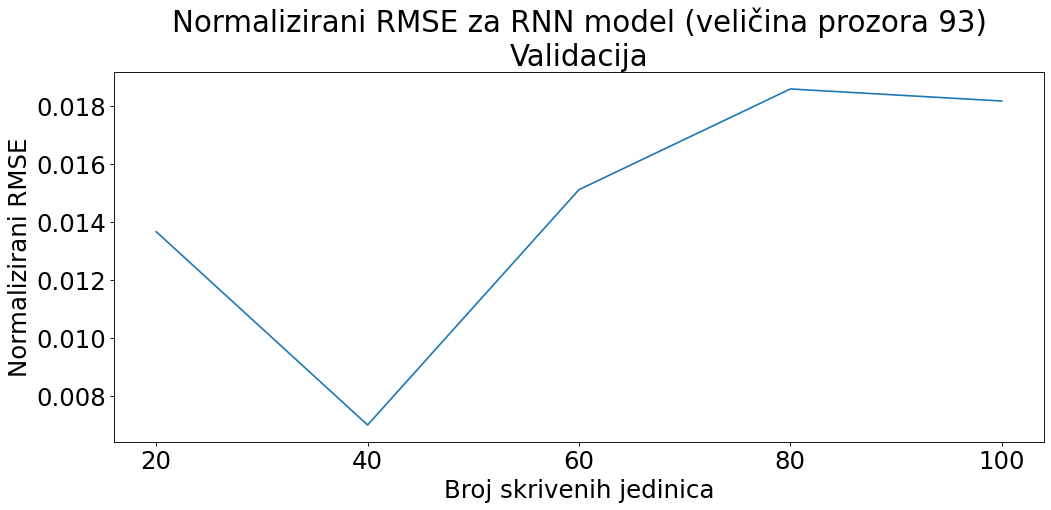 Normalizirani RMSE za RNN model (veličina prozora 93)
Validacija
Normalizirani RMSE
0.018
0.016
0.014
0.012
0.010
0.008
20 40 60 80 100
Broj skrivenih jedinica